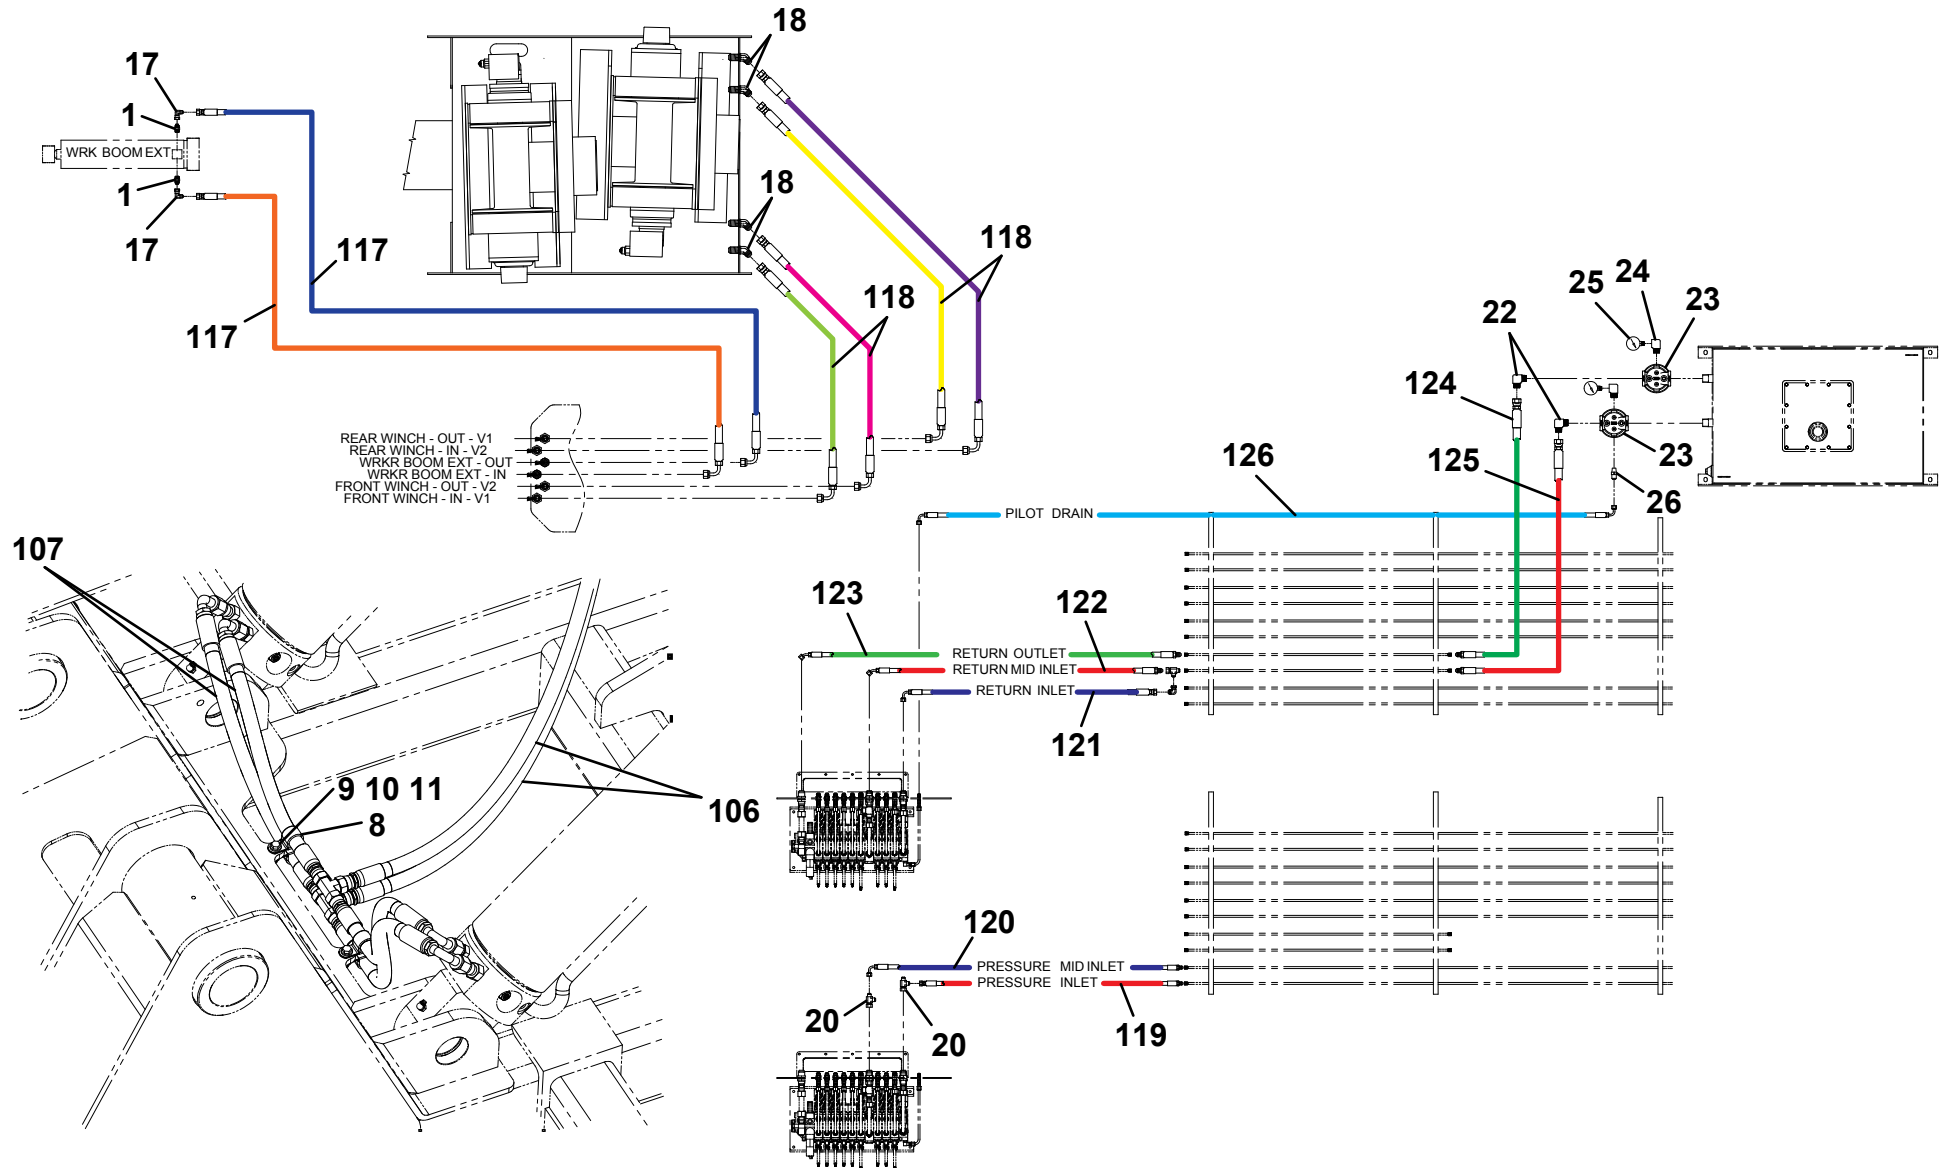 18
17
1
WRK BOOM EXT
1
17
18
117
118
118
117
25
24
23
22
124
REAR WINCH - OUT - V1
REAR WINCH - IN - V2
WRKR BOOM EXT - OUT
WRKR BOOM EXT - IN
FRONT WINCH - OUT - V2
FRONT WINCH - IN - V1
126
125
23
26
PILOT DRAIN
107
123
122
RETURN OUTLET
RETURN MID INLET
RETURN INLET
121
9 10 11
8
106
120
PRESSURE MID INLET
PRESSURE INLET
20
20
119